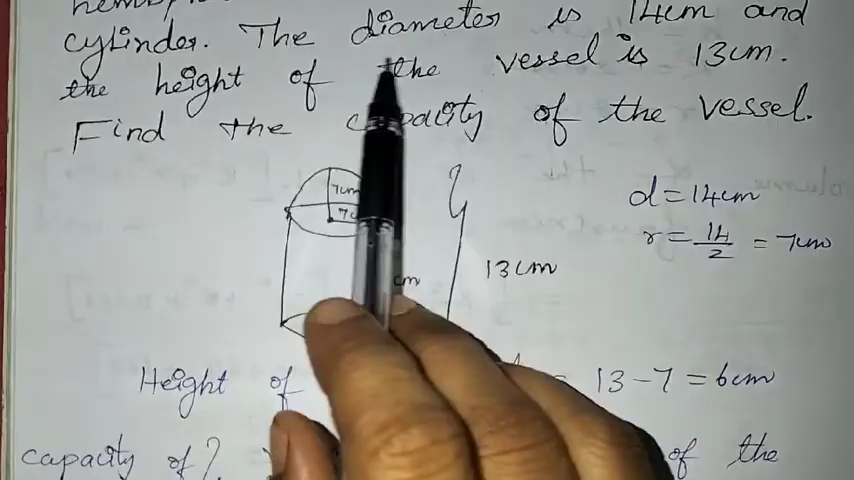 cylinder. The diameter is 14cm and
the height of the vessel is 13cm.
Find the capacity of the vessel.
7cm
d=14cm
r=14/2=7cm
cm
13cm
Height of = 13-7=6cm
capacity of of the